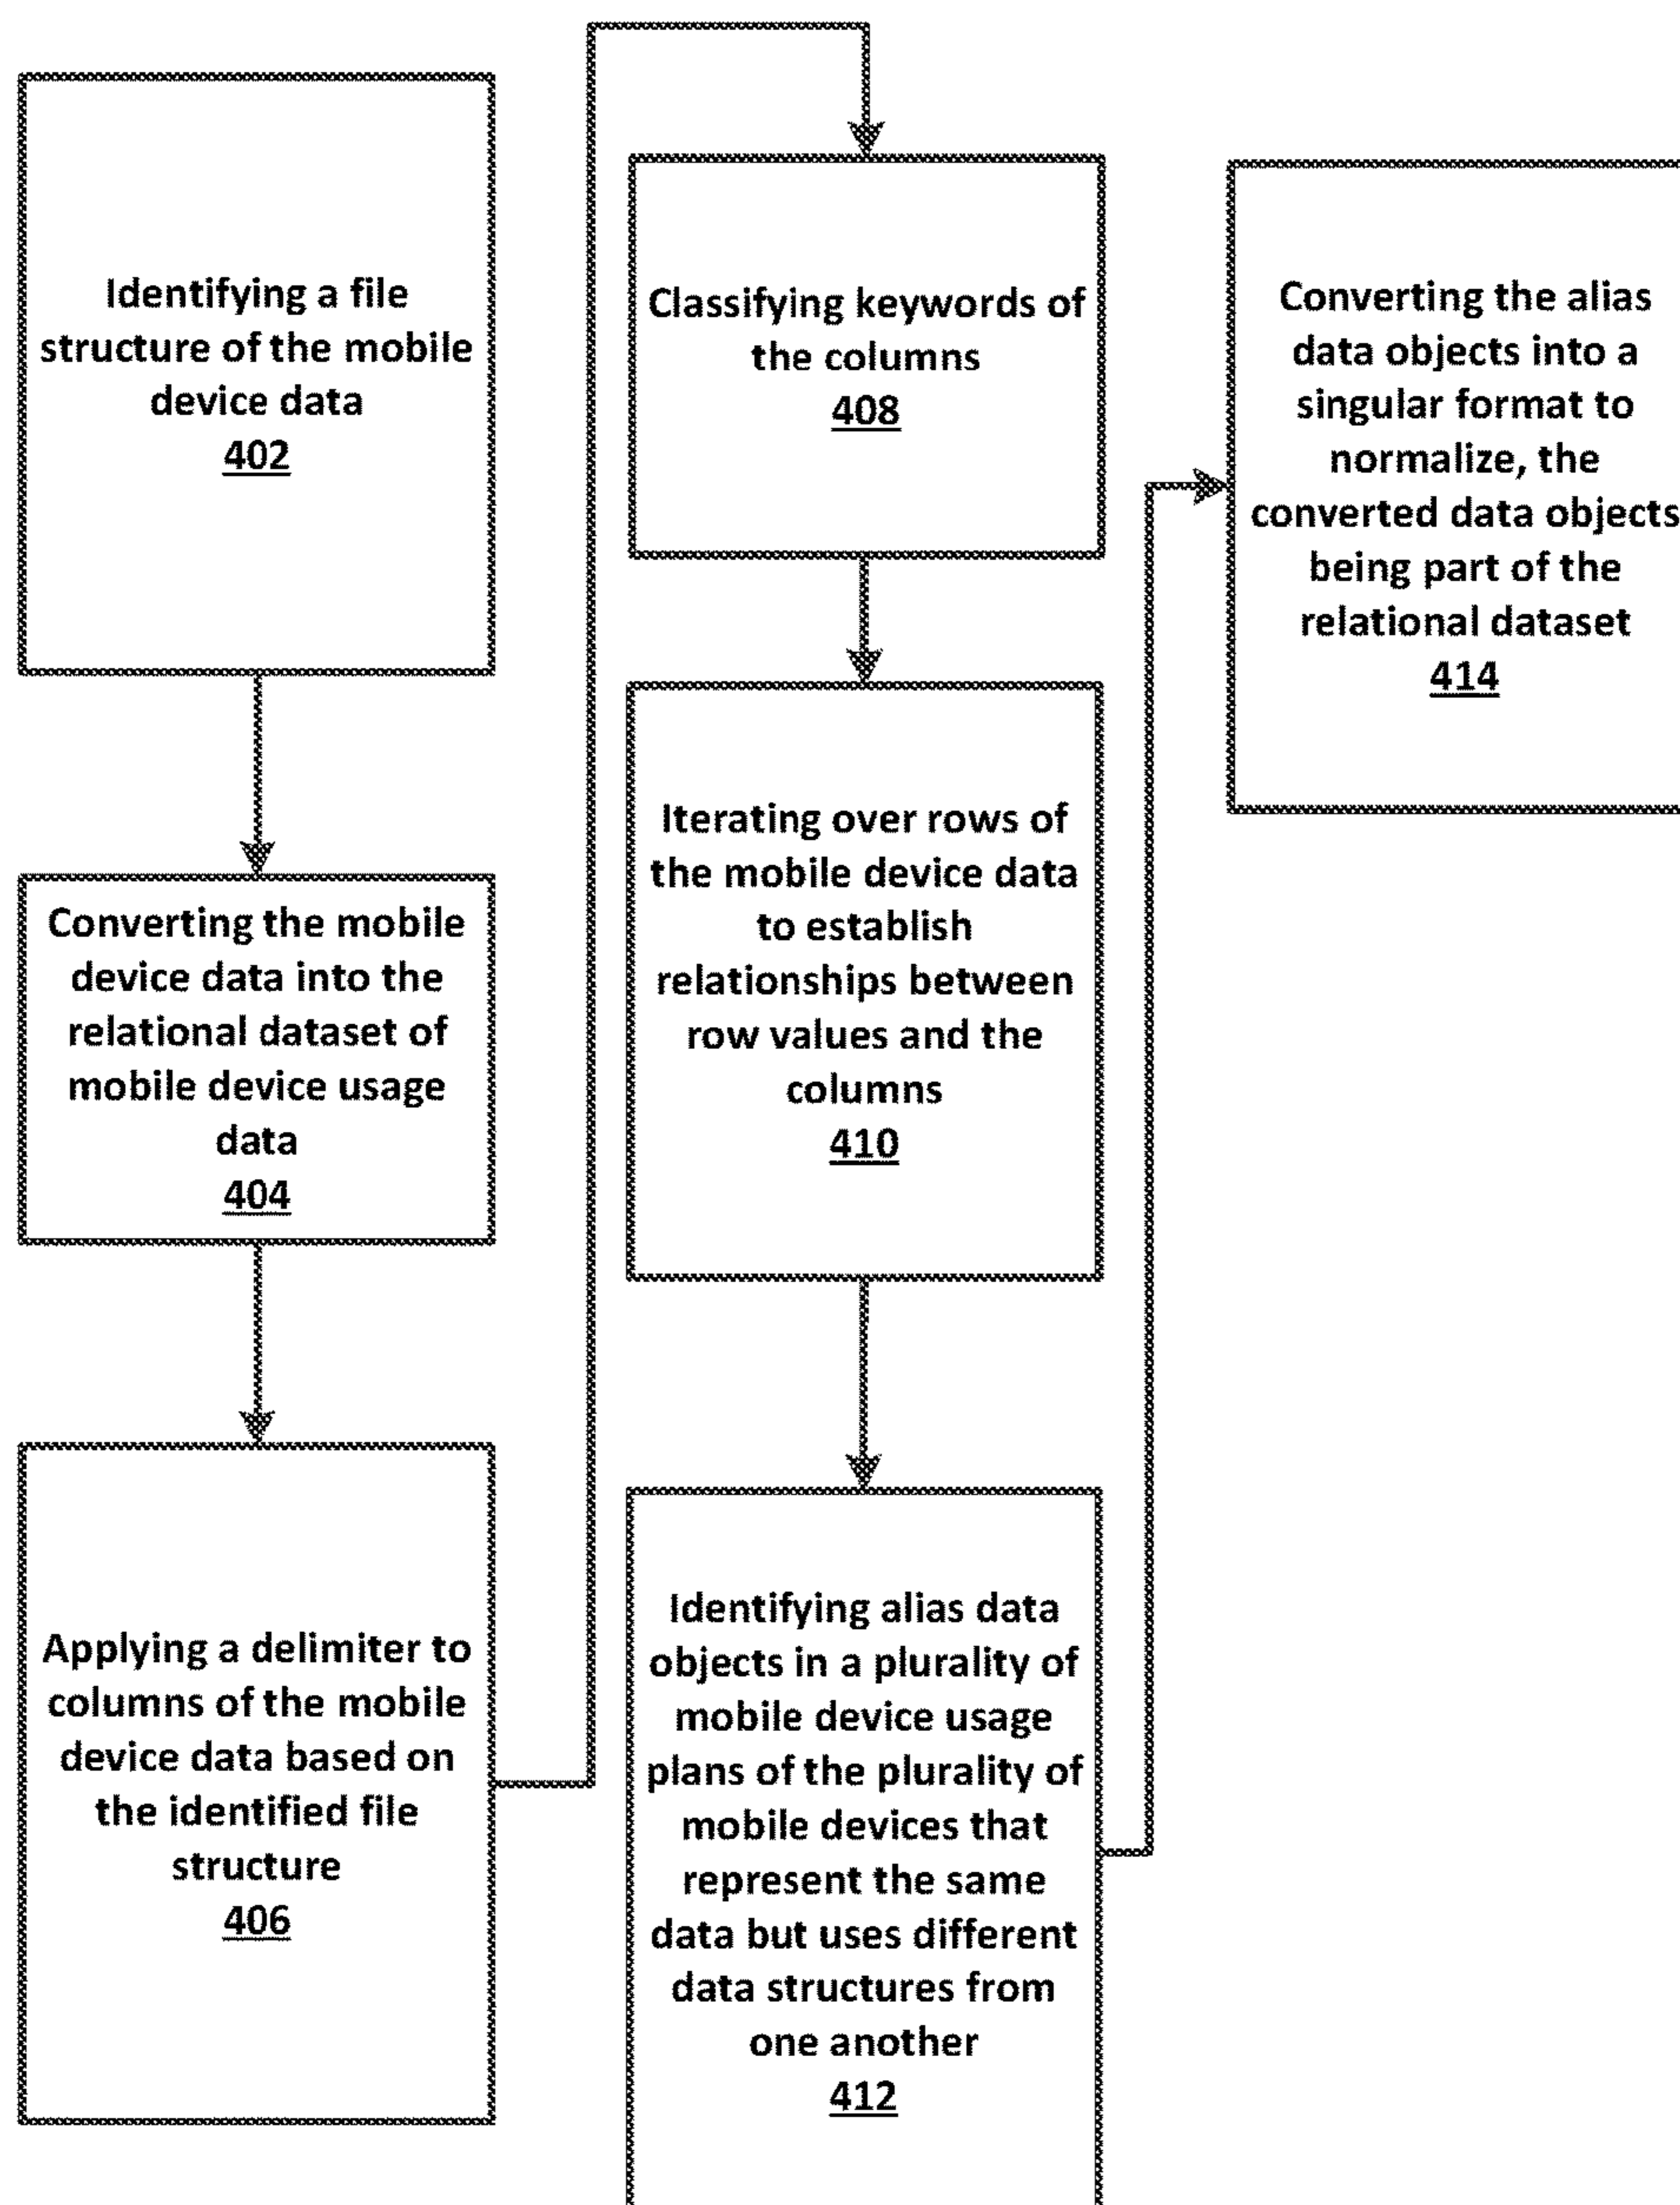 Identifying a file
structure of the mobile
device data
402
Converting the mobile
device data into the
relational dataset of
mobile device usage
data
404
Applying a delimiter to
columns of the mobile
device data based on
the identified file
structure
406
Classifying keywords of
the columns
408
Iterating over rows of
the mobile device data
to establish
relationships between
row values and the
columns
410
Identifying alias data
objects in a plurality of
mobile device usage
plans of the plurality of
mobile devices that
represent the same
data but uses different
data structures from
one another
412
Converting the alias
data objects into a
singular format to
normalize, the
converted data objects
being part of the
relational dataset
414